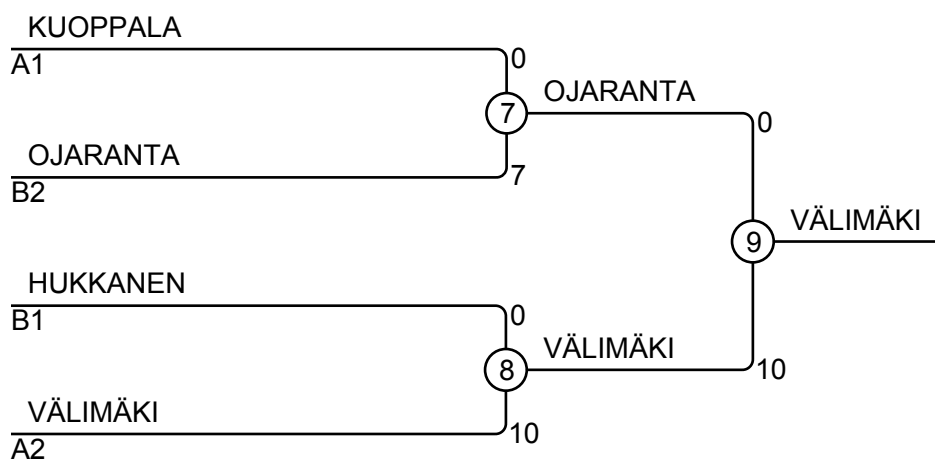 KUOPPALA
A1
0
7
OJARANTA
OJARANTA
B2
7
0
9
VÄLIMÄKI
HUKKANEN
B1
0
8
VÄLIMÄKI
10
VÄLIMÄKI
A2
10